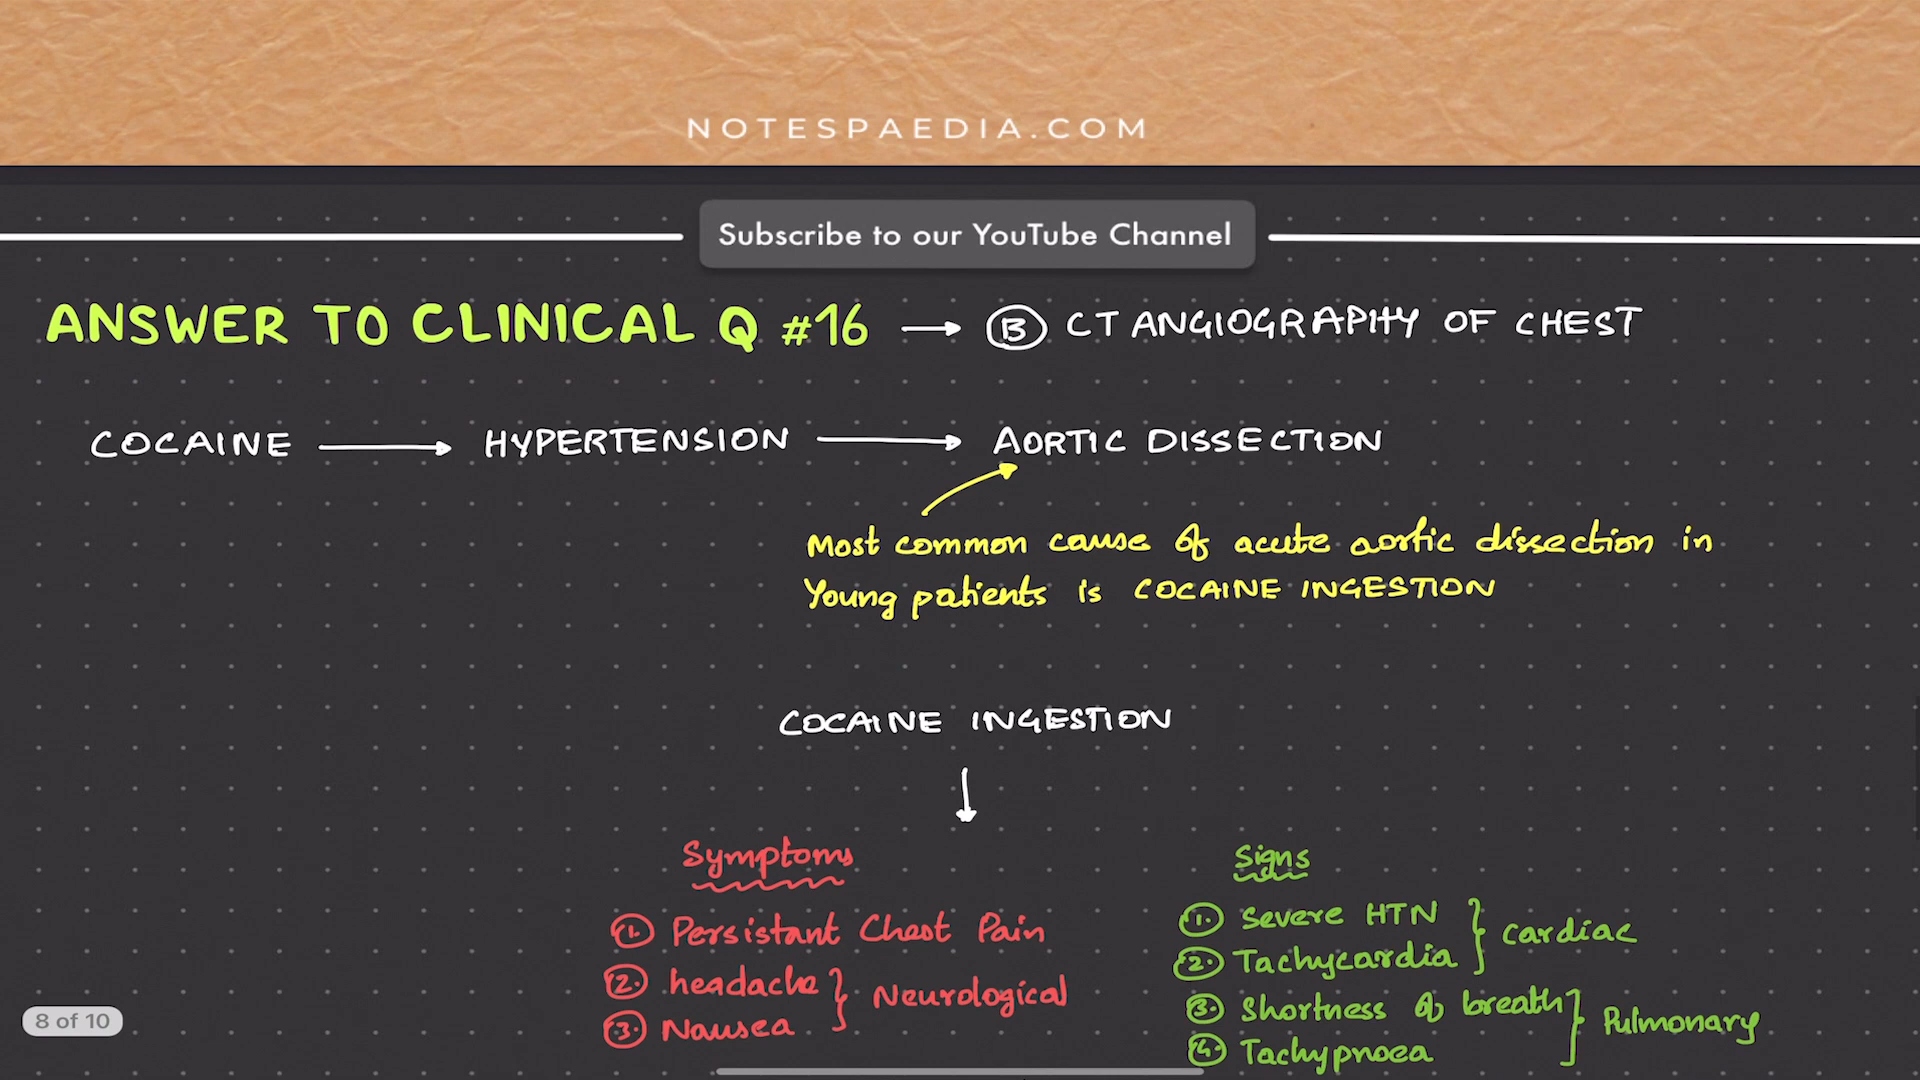 NOTESPAEDIA.COM
Subscribe to our YouTube Channel
ANSWER TO CLINICAL Q #16 → B CT ANGIOGRAPHY OF CHEST
COCAINE → HYPERTENSION → AORTIC DISSECTION
Most common cause of acute aortic dissection in
Young patients is COCAINE INGESTION
COCAINE INGESTION
↓
Symptoms
1. Persistant Chest Pain
2. headache } Neurological
3. Nausea
Signs
1. Severe HTN } Cardiac
2. Tachycardia
3. Shortness of breath } Pulmonary
4. Tachypnoea
8 of 10